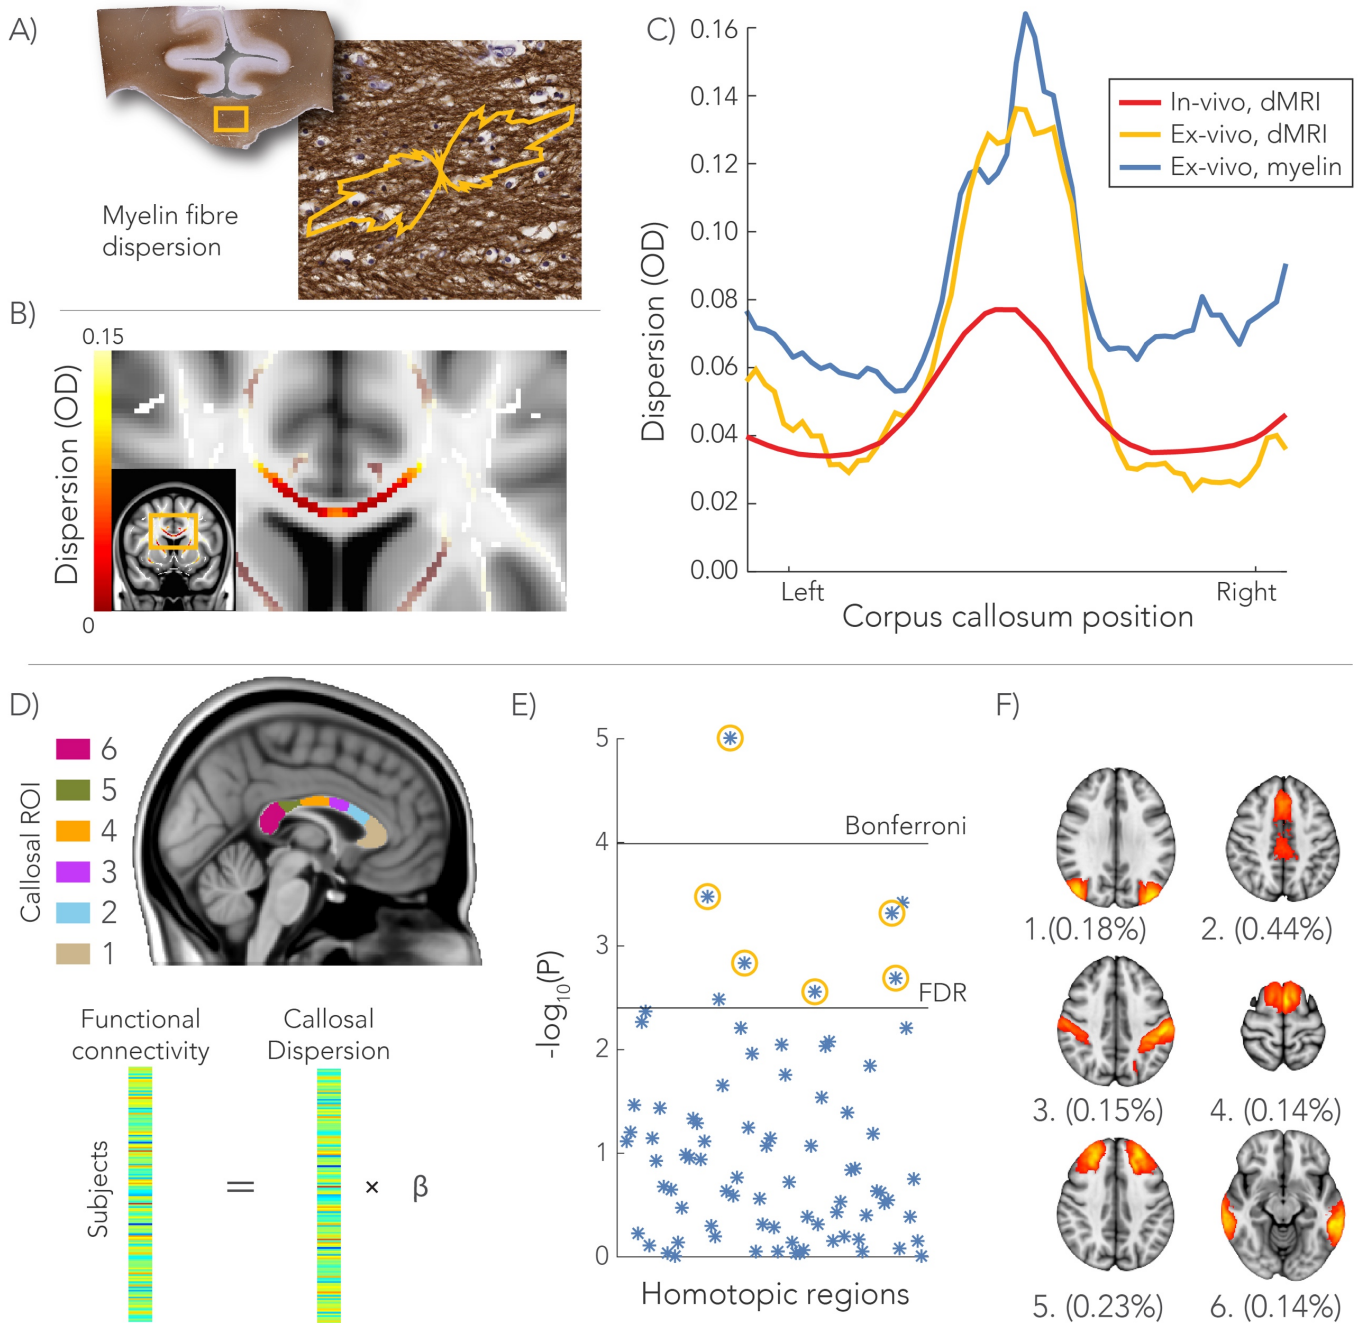 A)
Myelin fibre
dispersion
B)
0.15
Dispersion (OD)
0
C)
0.16
0.14
0.12
0.10
0.08
0.06
0.04
0.02
0.00
Dispersion (OD)
Left
Right
Corpus callosum position
In-vivo, dMRI
Ex-vivo, dMRI
Ex-vivo, myelin
D)
Callosal ROI
6
5
4
3
2
1
Functional
connectivity
Callosal
Dispersion
Subjects
=
× β
E)
5
4
3
2
1
0
-log10(P)
Bonferroni
FDR
Homotopic regions
F)
1.(0.18%)
2. (0.44%)
3. (0.15%)
4. (0.14%)
5. (0.23%)
6. (0.14%)